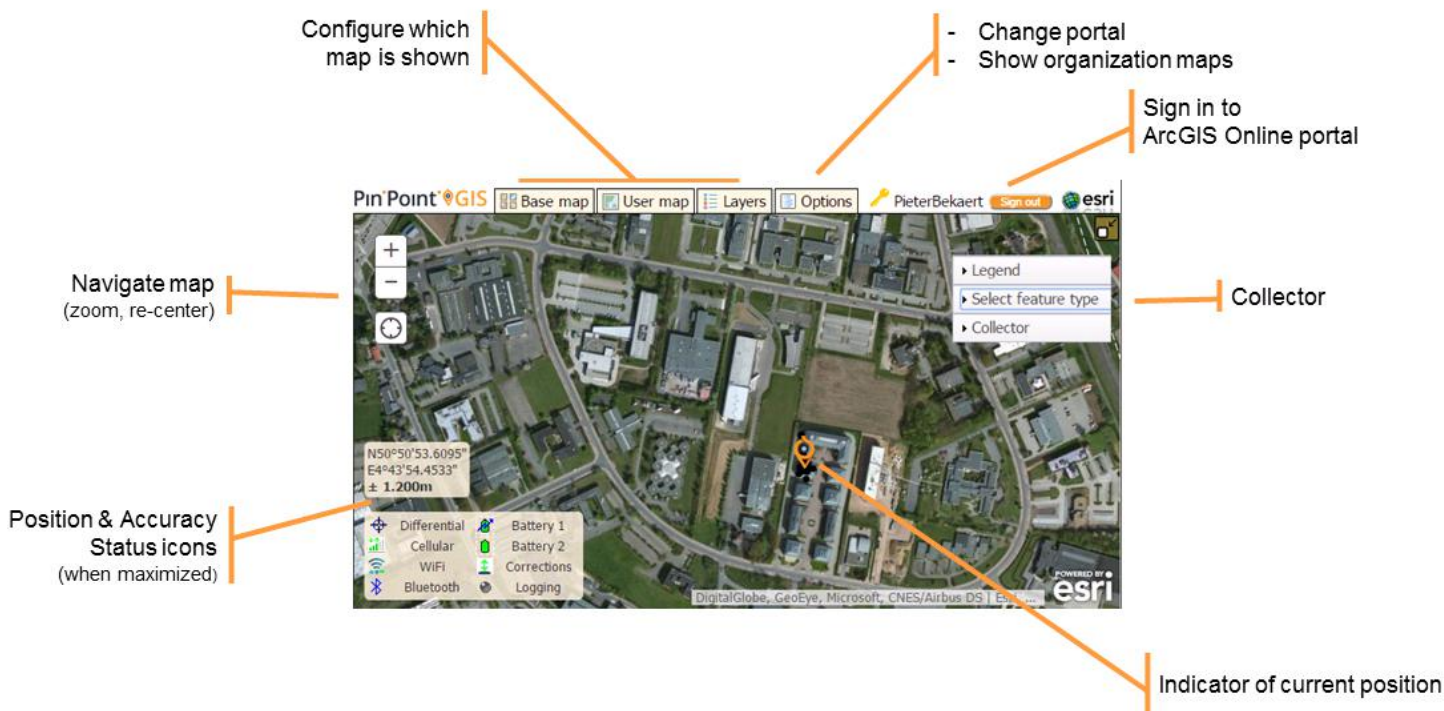 Configure which
map is shown
- Change portal
- Show organization maps
Sign in to
ArcGIS Online portal
PinPoint GIS Base map User map Layers Options PieterBekaert Sign out esri
+
−
Legend
Select feature type
Collector
Navigate map
(zoom, re-center)
Collector
N50°50'53.6095"
E4°43'54.4533"
± 1.200m
Position & Accuracy
Status icons
(when maximized)
Differential Battery 1
Cellular Battery 2
WiFi Corrections
Bluetooth Logging
POWERED BY
esri
DigitalGlobe, GeoEye, Microsoft, CNES/Airbus DS | Esri, ...
Indicator of current position